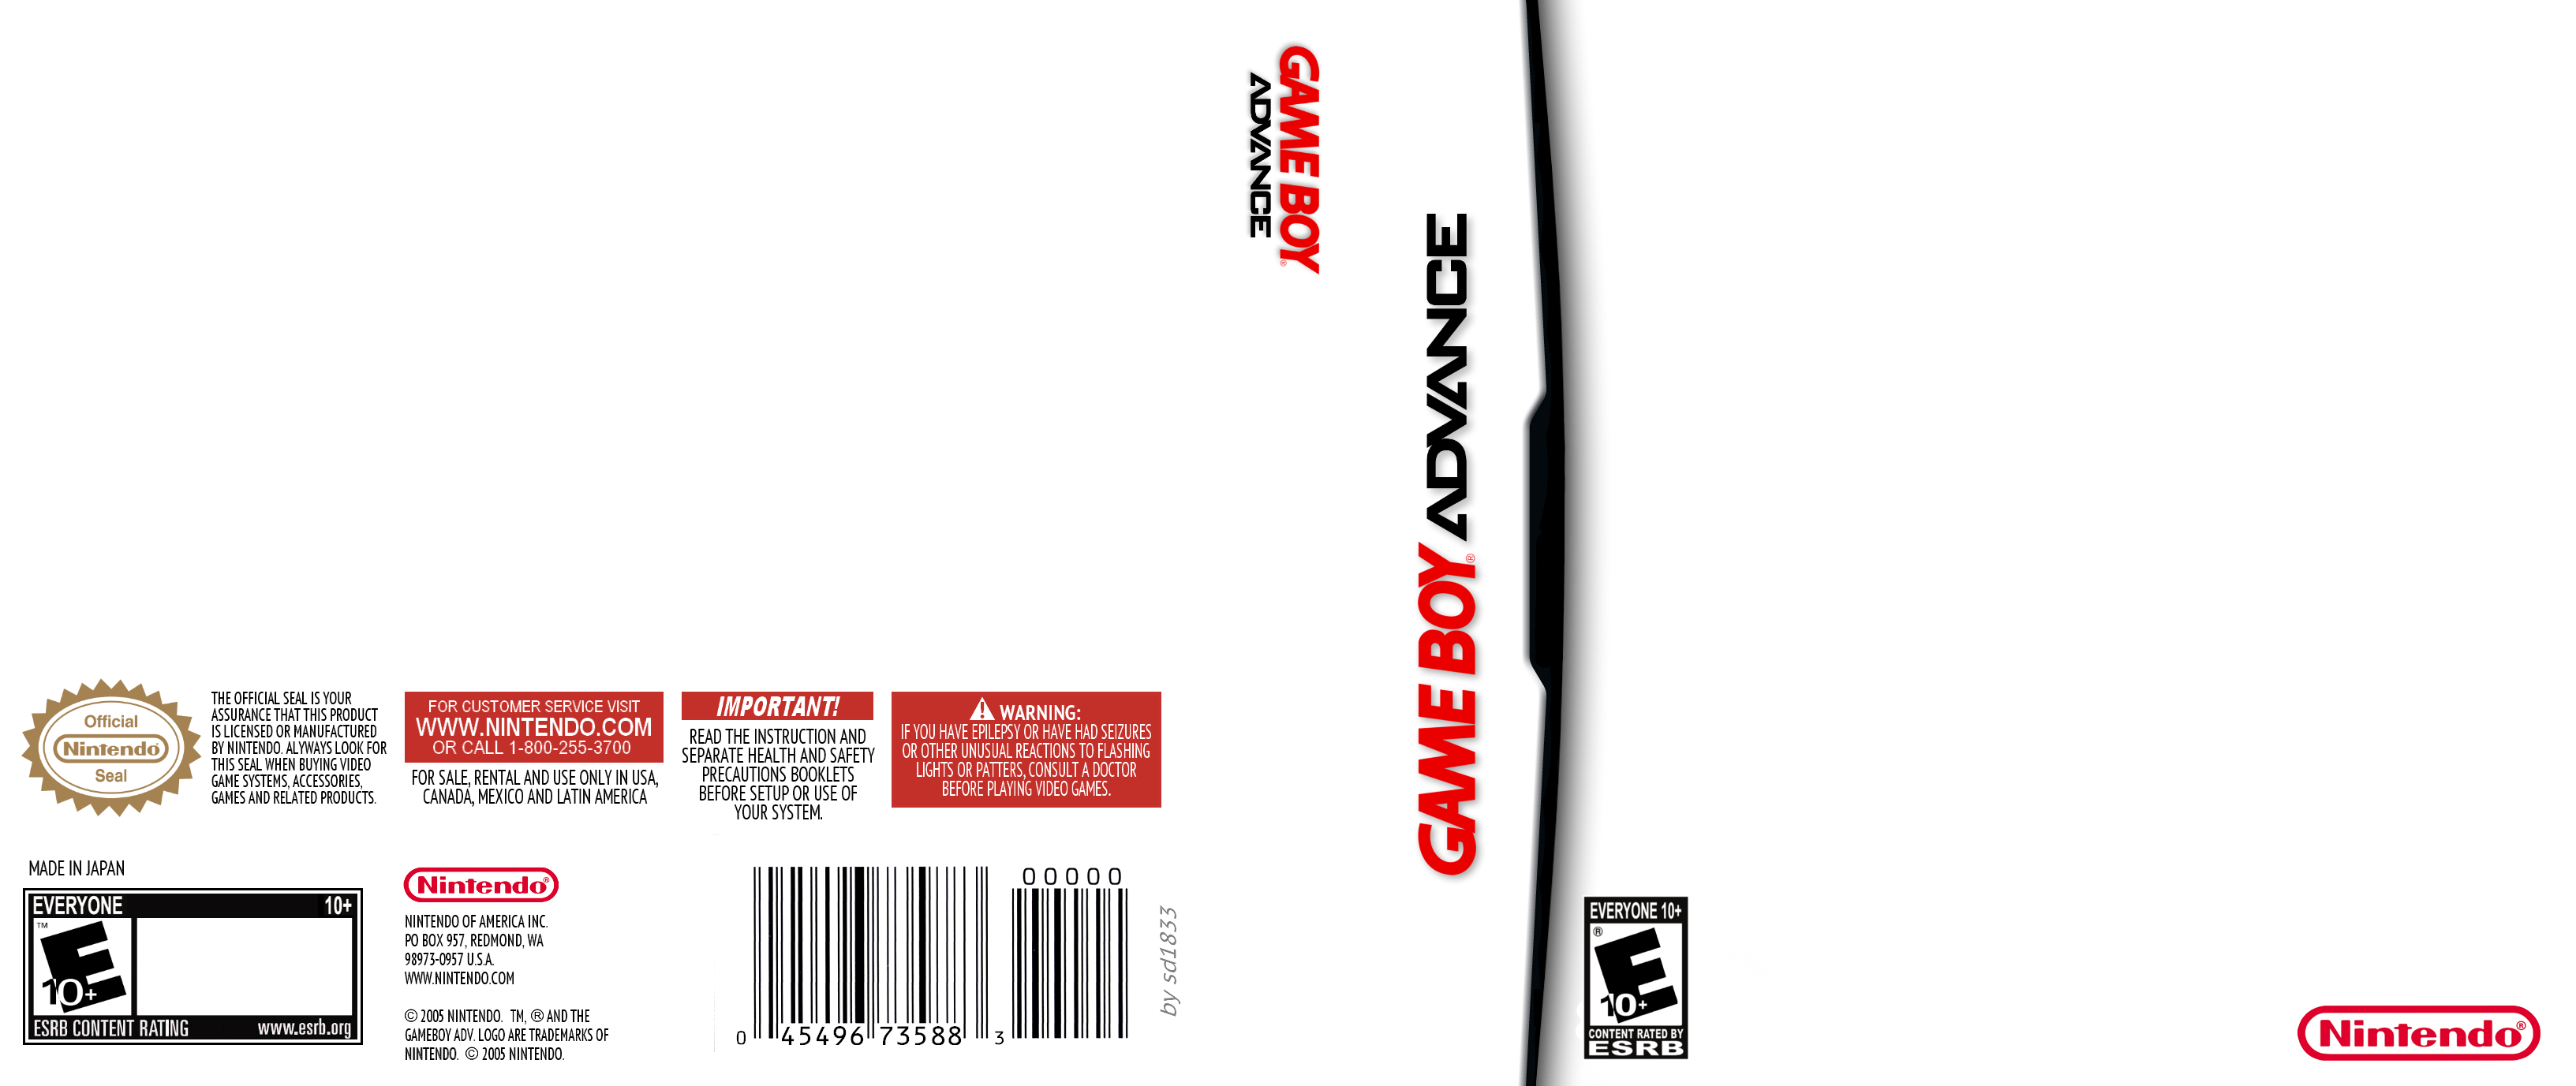 GAME BOY®
ADVANCE
GAME BOY® ADVANCE
Official
Nintendo®
Seal
THE OFFICIAL SEAL IS YOUR
ASSURANCE THAT THIS PRODUCT
IS LICENSED OR MANUFACTURED
BY NINTENDO. ALYWAYS LOOK FOR
THIS SEAL WHEN BUYING VIDEO
GAME SYSTEMS, ACCESSORIES,
GAMES AND RELATED PRODUCTS.
FOR CUSTOMER SERVICE VISIT
WWW.NINTENDO.COM
OR CALL 1-800-255-3700
FOR SALE, RENTAL AND USE ONLY IN USA,
CANADA, MEXICO AND LATIN AMERICA
IMPORTANT!
READ THE INSTRUCTION AND
SEPARATE HEALTH AND SAFETY
PRECAUTIONS BOOKLETS
BEFORE SETUP OR USE OF
YOUR SYSTEM.
WARNING:
IF YOU HAVE EPILEPSY OR HAVE HAD SEIZURES
OR OTHER UNUSUAL REACTIONS TO FLASHING
LIGHTS OR PATTERS, CONSULT A DOCTOR
BEFORE PLAYING VIDEO GAMES.
MADE IN JAPAN
EVERYONE 10+
™
E
10+
ESRB CONTENT RATING www.esrb.org
Nintendo®
NINTENDO OF AMERICA INC.
PO BOX 957, REDMOND, WA
98973-0957 U.S.A.
WWW.NINTENDO.COM
© 2005 NINTENDO. TM, ® AND THE
GAMEBOY ADV. LOGO ARE TRADEMARKS OF
NINTENDO. © 2005 NINTENDO.
00000
0 45496 73588 3
by sd1833
EVERYONE 10+
®
E
10+
CONTENT RATED BY
ESRB
Nintendo®